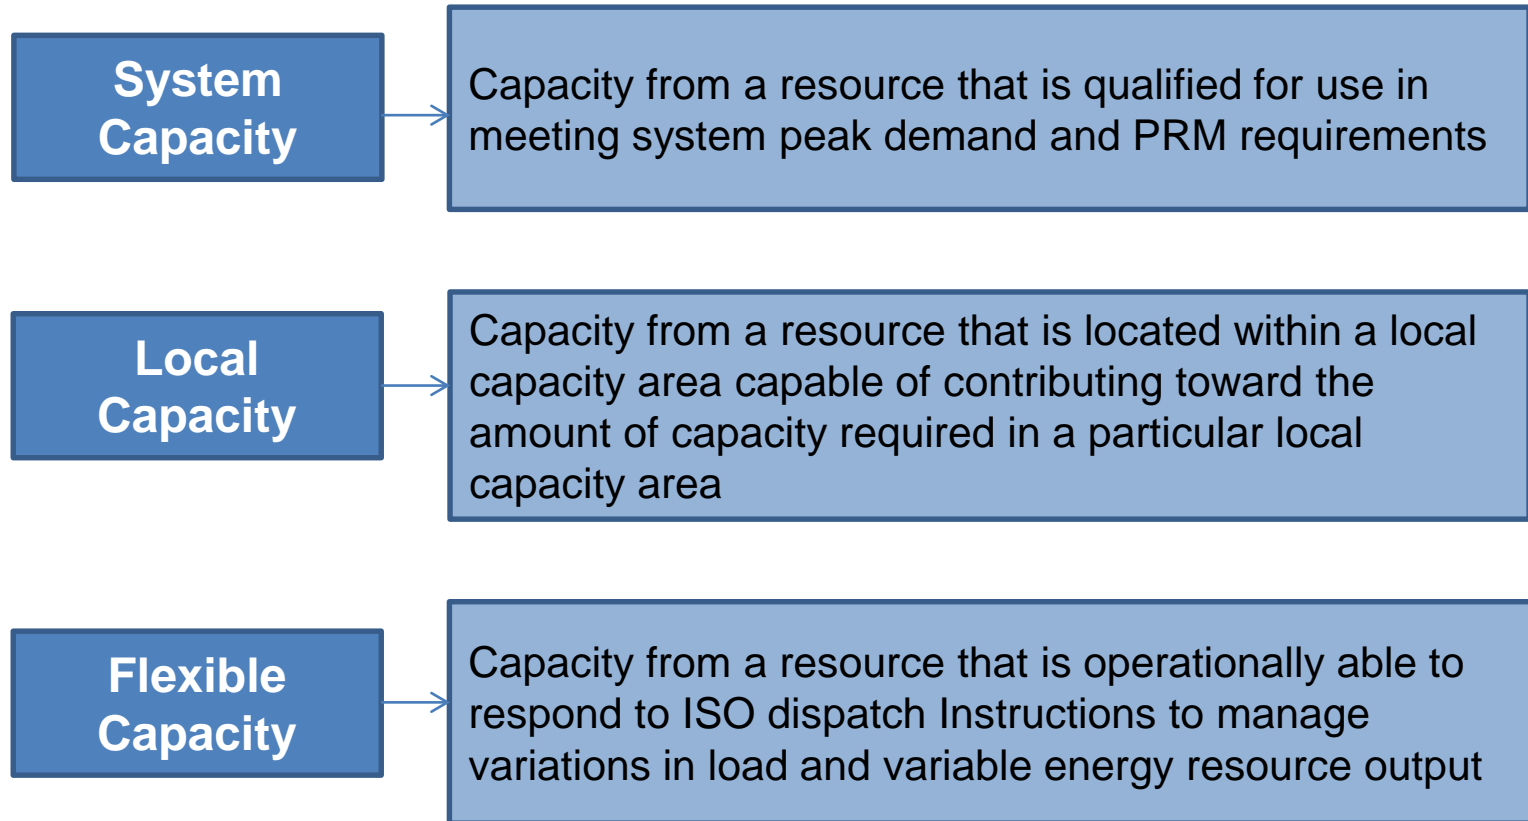 System
Capacity
Capacity from a resource that is qualified for use in
meeting system peak demand and PRM requirements
Local
Capacity
Capacity from a resource that is located within a local
capacity area capable of contributing toward the
amount of capacity required in a particular local
capacity area
Flexible
Capacity
Capacity from a resource that is operationally able to
respond to ISO dispatch Instructions to manage
variations in load and variable energy resource output